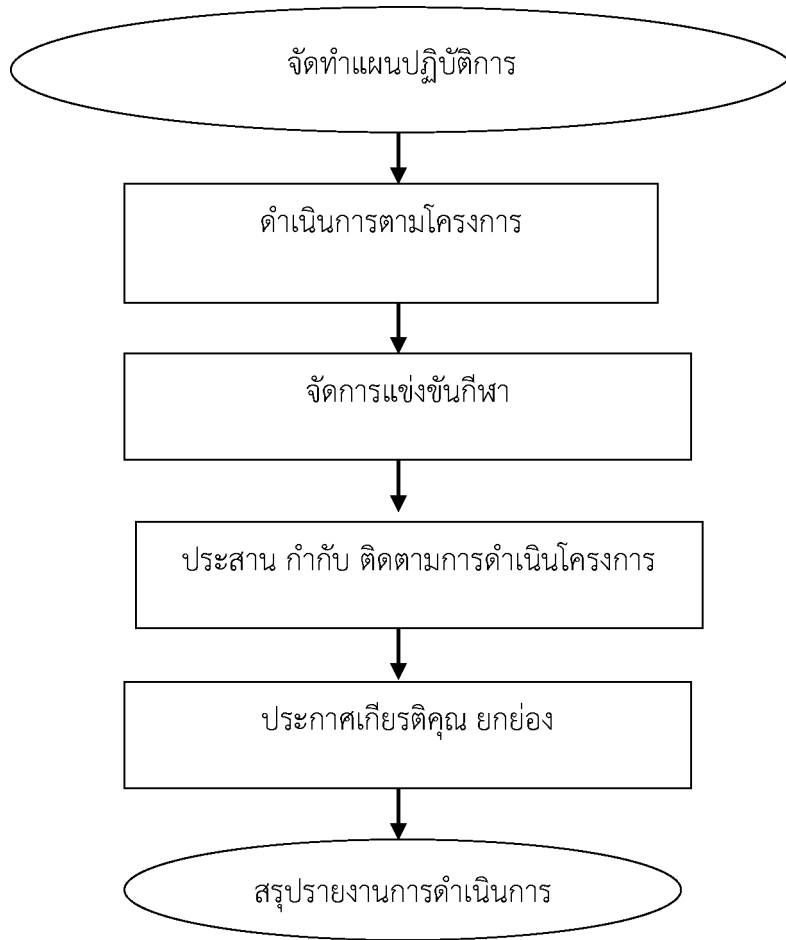 จัดทำแผนปฏิบัติการ
ดำเนินการตามโครงการ
จัดการแข่งขันกีฬา
ประสาน กำกับ ติดตามการดำเนินโครงการ
ประกาศเกียรติคุณ ยกย่อง
สรุปรายงานการดำเนินการ